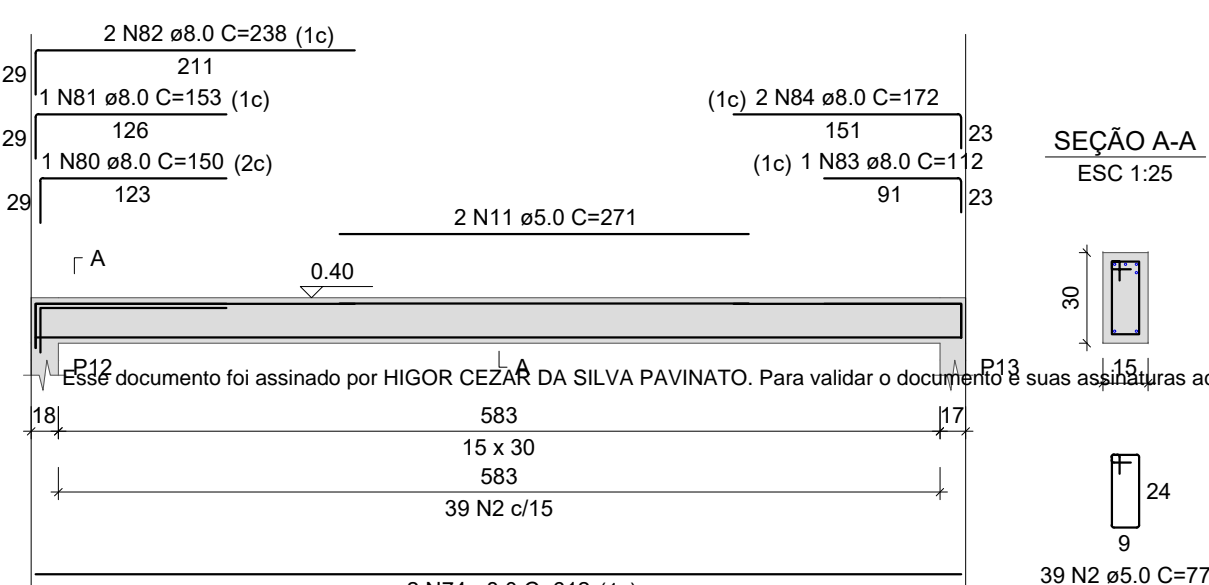 2 N82 ø8.0 C=238 (1c)
29
211
1 N81 ø8.0 C=153 (1c)
29
126
1 N80 ø8.0 C=150 (2c)
29
123
(1c) 2 N84 ø8.0 C=172
151
23
(1c) 1 N83 ø8.0 C=112
91
23
SEÇÃO A-A
ESC 1:25
2 N11 ø5.0 C=271
A
0.40
30
15
P12
A
P13
Esse documento foi assinado por HIGOR CEZAR DA SILVA PAVINATO. Para validar o documento e suas assinaturas
18
583
17
15 x 30
583
39 N2 c/15
24
9
39 N2 ø5.0 C=77